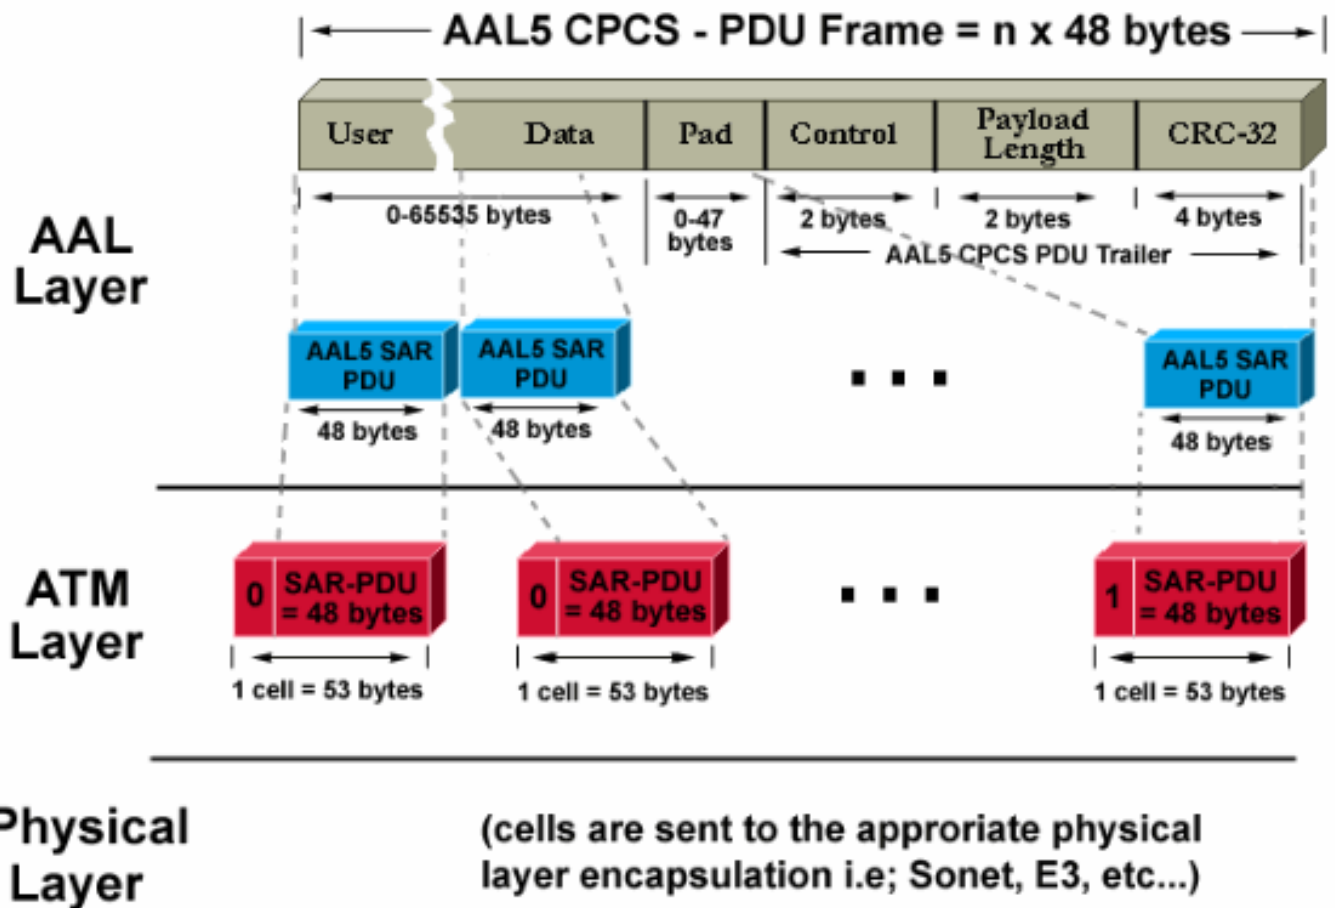 AAL5 CPCS - PDU Frame = n x 48 bytes
User Data Pad Control Payload Length CRC-32
0-65535 bytes
0-47
bytes
2 bytes
2 bytes
4 bytes
AAL5 CPCS PDU Trailer
AAL
Layer
AAL5 SAR
PDU
48 bytes
AAL5 SAR
PDU
48 bytes
. . .
AAL5 SAR
PDU
48 bytes
ATM
Layer
0
SAR-PDU
= 48 bytes
1 cell = 53 bytes
0
SAR-PDU
= 48 bytes
1 cell = 53 bytes
. . .
1
SAR-PDU
= 48 bytes
1 cell = 53 bytes
Physical
Layer
(cells are sent to the approriate physical
layer encapsulation i.e; Sonet, E3, etc...)